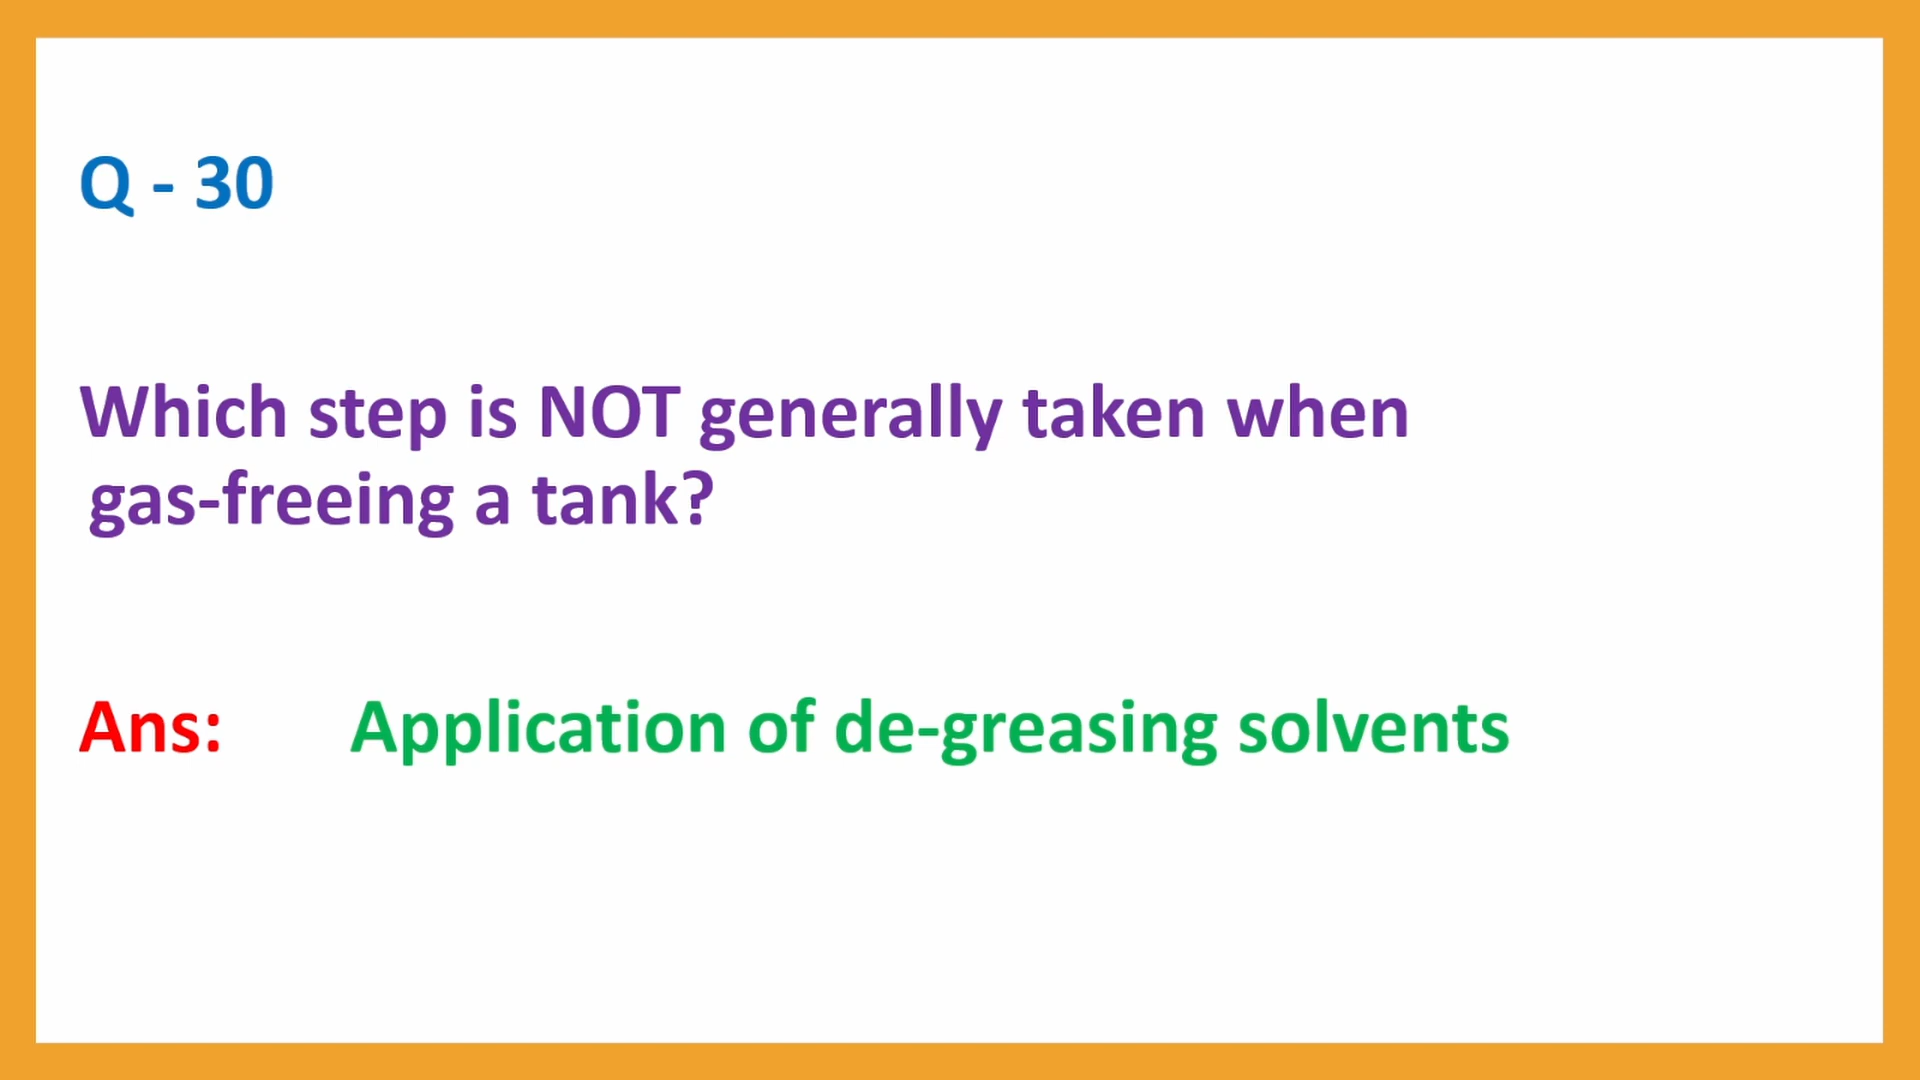 Q - 30
Which step is NOT generally taken when
gas-freeing a tank?
Ans: Application of de-greasing solvents